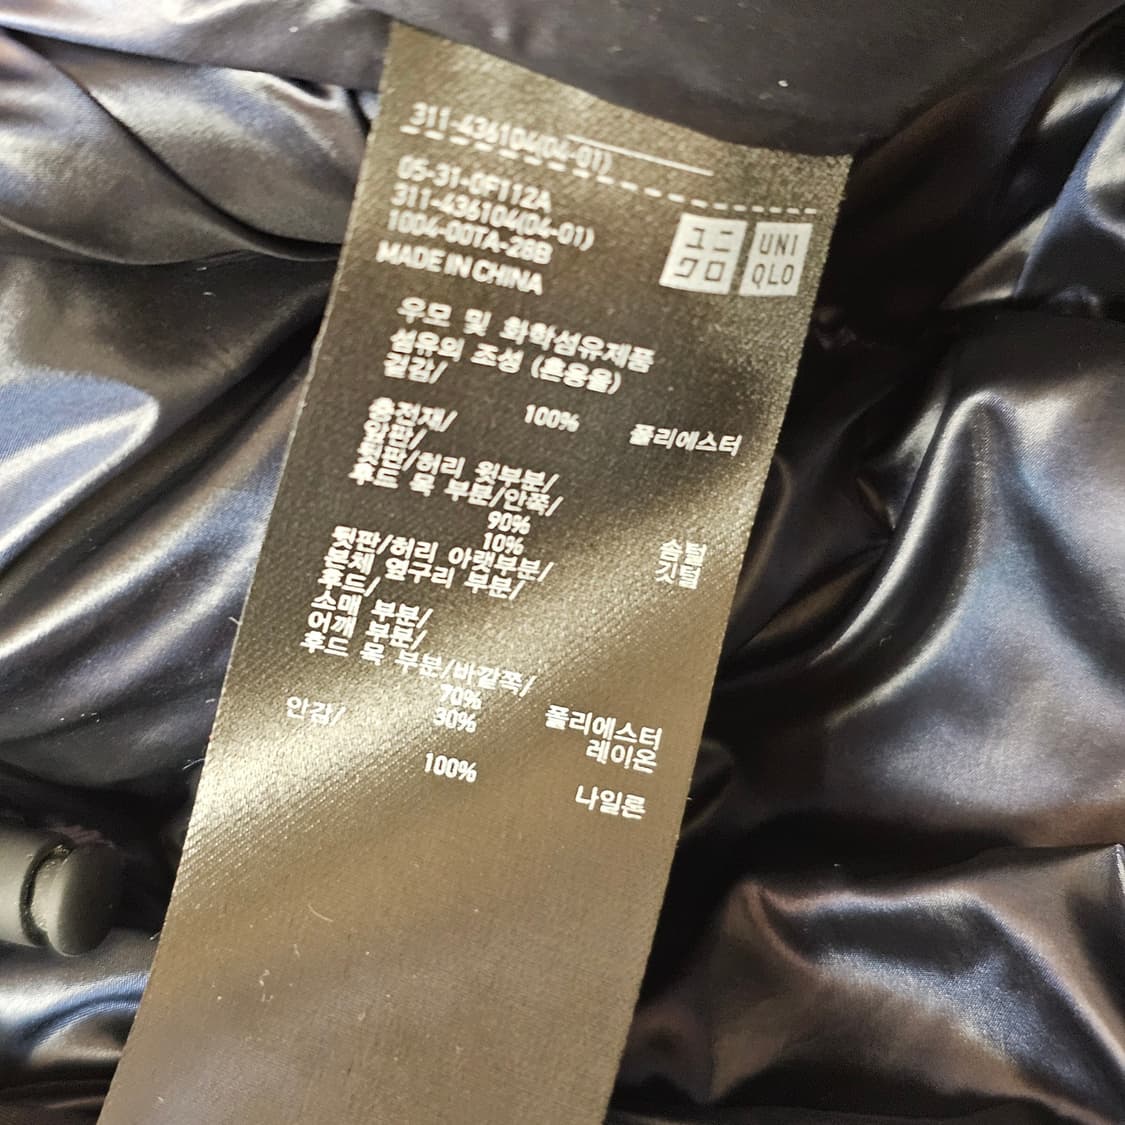 311-436104(04-01)
05-31-0F112A
311-436104(04-01)
1004-00TA-28B
MADE IN CHINA
ユニ
クロ
UNI
QLO
우모 및 화학섬유제품
섬유의 조성 (혼용율)
겉감/
100% 폴리에스터
충전재/
앞판/
뒷판/허리 윗부분/
후드 목 부분/안쪽/
90% 솜털
10% 깃털
뒷판/허리 아랫부분/
본체 옆구리 부분/
후드/
소매 부분/
어깨 부분/
후드 목 부분/바깥쪽/
70% 폴리에스터
30% 레이온
안감/
100% 나일론